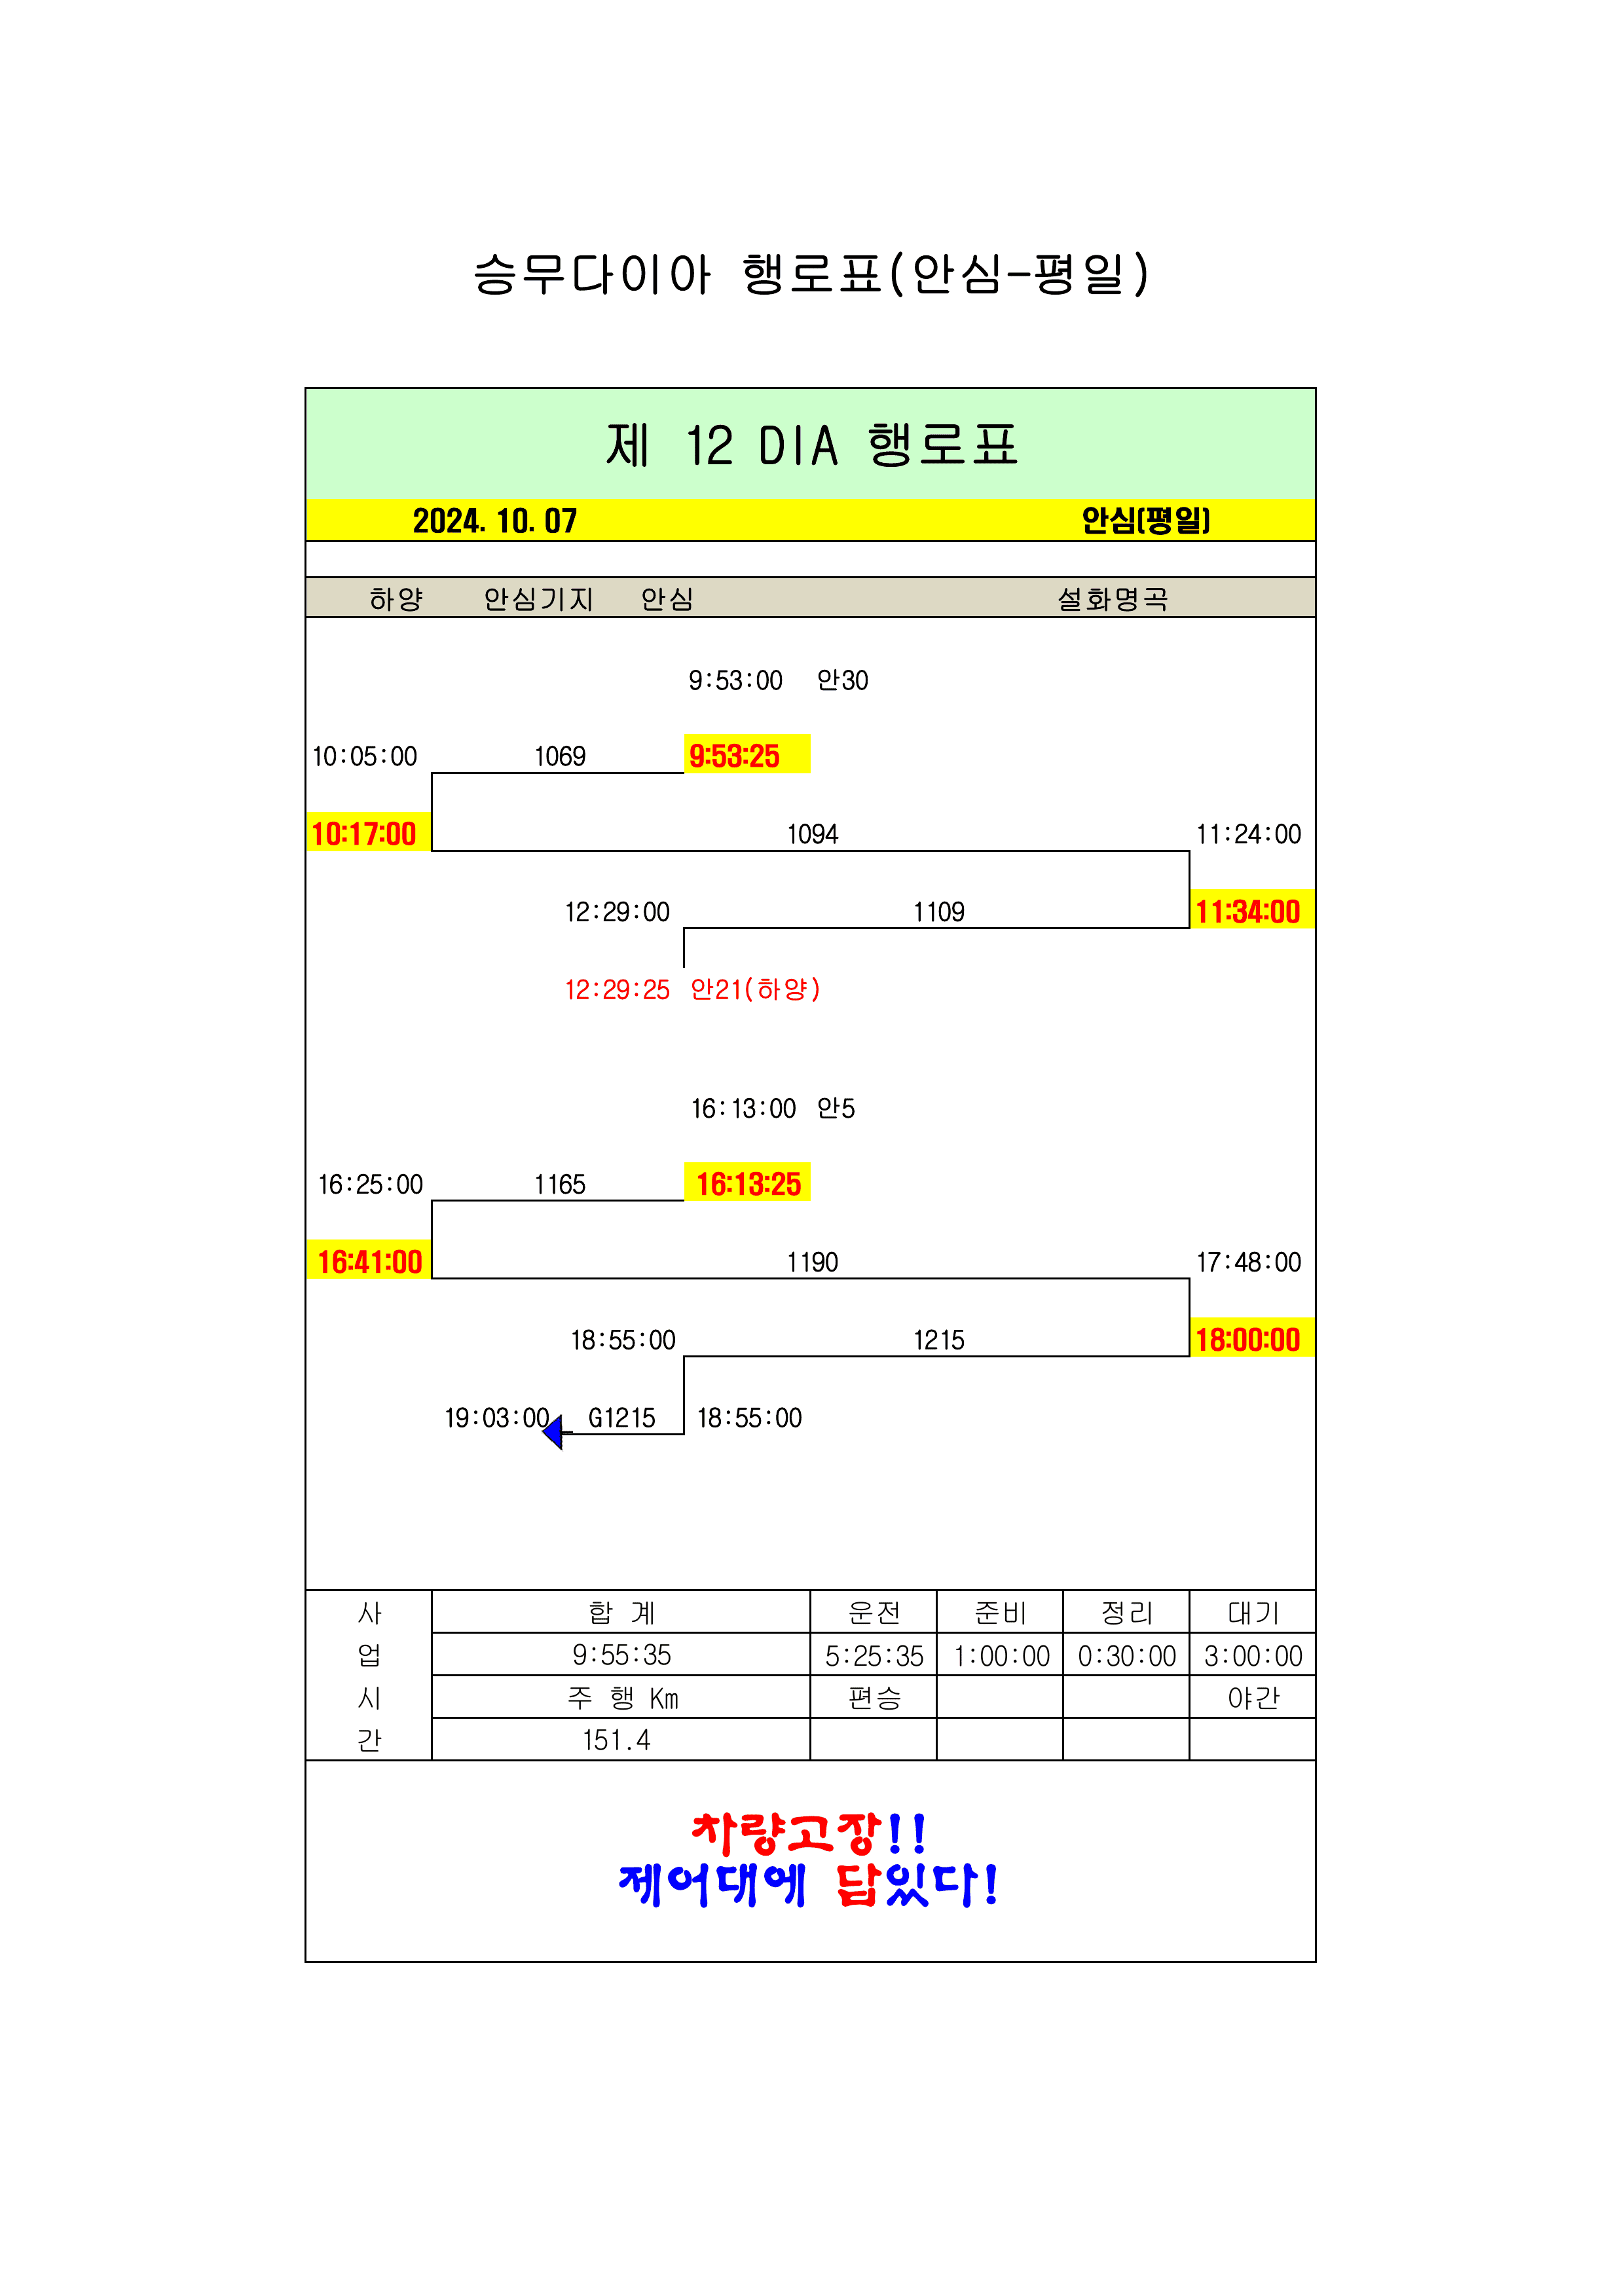 승무다이아 행로표(안심-평일)
제 12 DIA 행로표
2024. 10. 07 안심(평일)
하양 안심기지 안심 설화명곡
9:53:00 안30
10:05:00 1069 9:53:25
10:17:00 1094 11:24:00
12:29:00 1109 11:34:00
12:29:25 안21(하양)
16:13:00 안5
16:25:00 1165 16:13:25
16:41:00 1190 17:48:00
18:55:00 1215 18:00:00
19:03:00 G1215 18:55:00
사 합 계 운전 준비 정리 대기
업 9:55:35 5:25:35 1:00:00 0:30:00 3:00:00
시 주 행 Km 편승 야간
간 151.4
차량고장!!
제어대에 답있다!